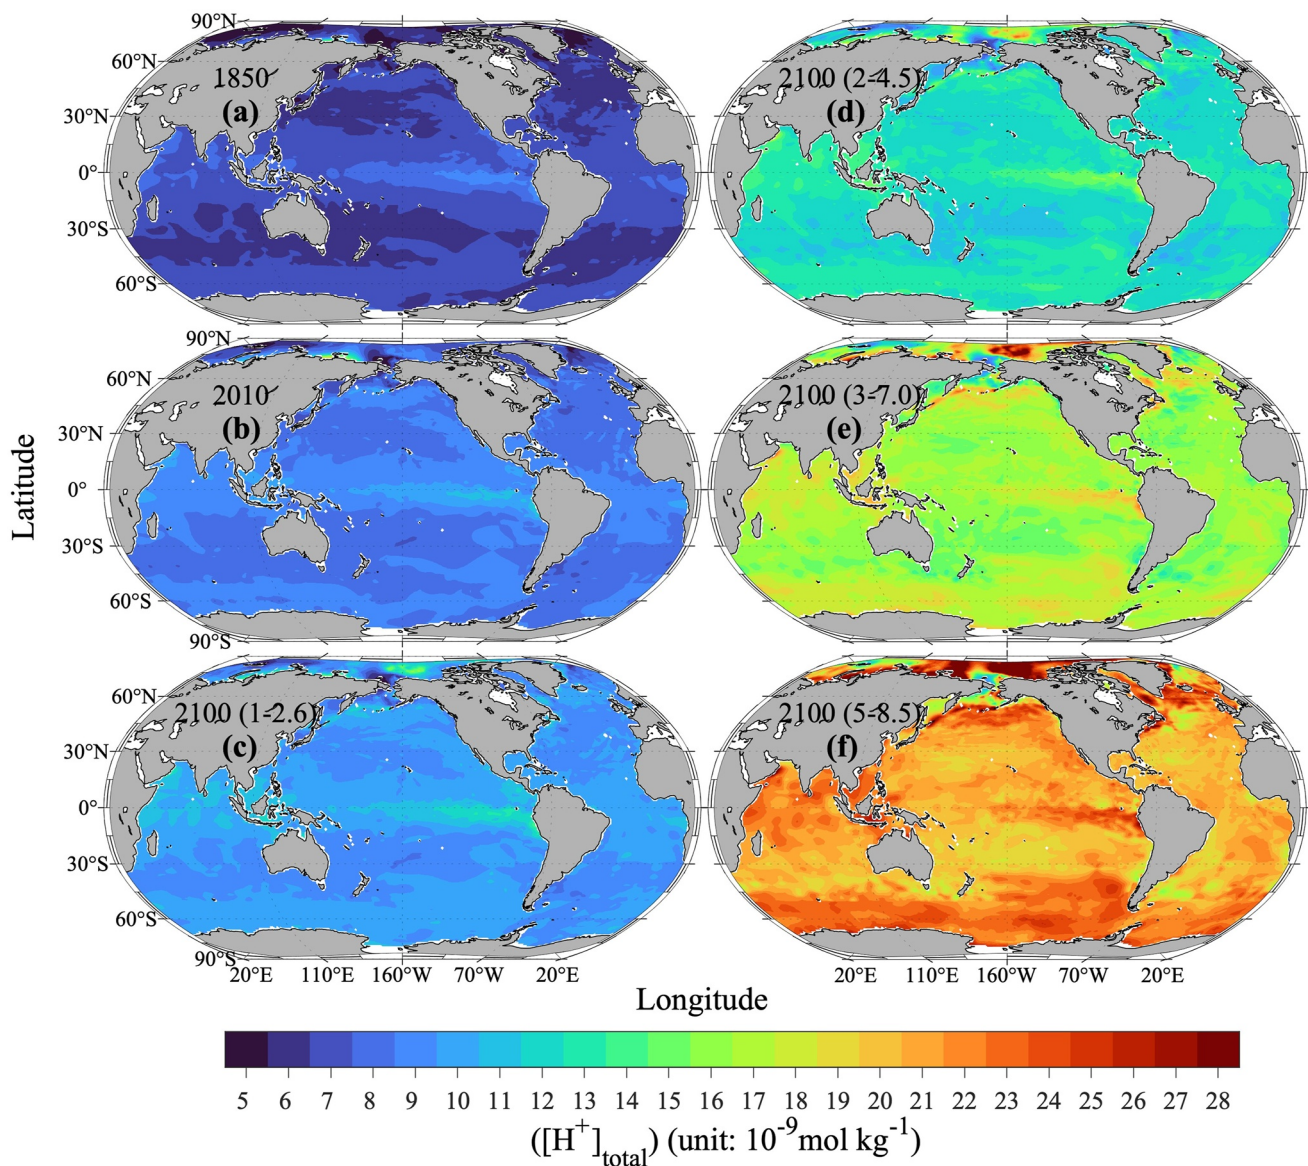 90°N
60°N
30°N
0°
30°S
60°S
1850
(a)
2100 (2-4.5)
(d)
90°N
60°N
30°N
0°
30°S
60°S
90°S
2010
(b)
2100 (3-7.0)
(e)
Latitude
60°N
30°N
0°
30°S
60°S
90°S
2100 (1-2.6)
(c)
2100 (5-8.5)
(f)
20°E 110°E 160°W 70°W 20°E
20°E 110°E 160°W 70°W 20°E
Longitude
5 6 7 8 9 10 11 12 13 14 15 16 17 18 19 20 21 22 23 24 25 26 27 28
([H⁺]total) (unit: 10⁻⁹mol kg⁻¹)